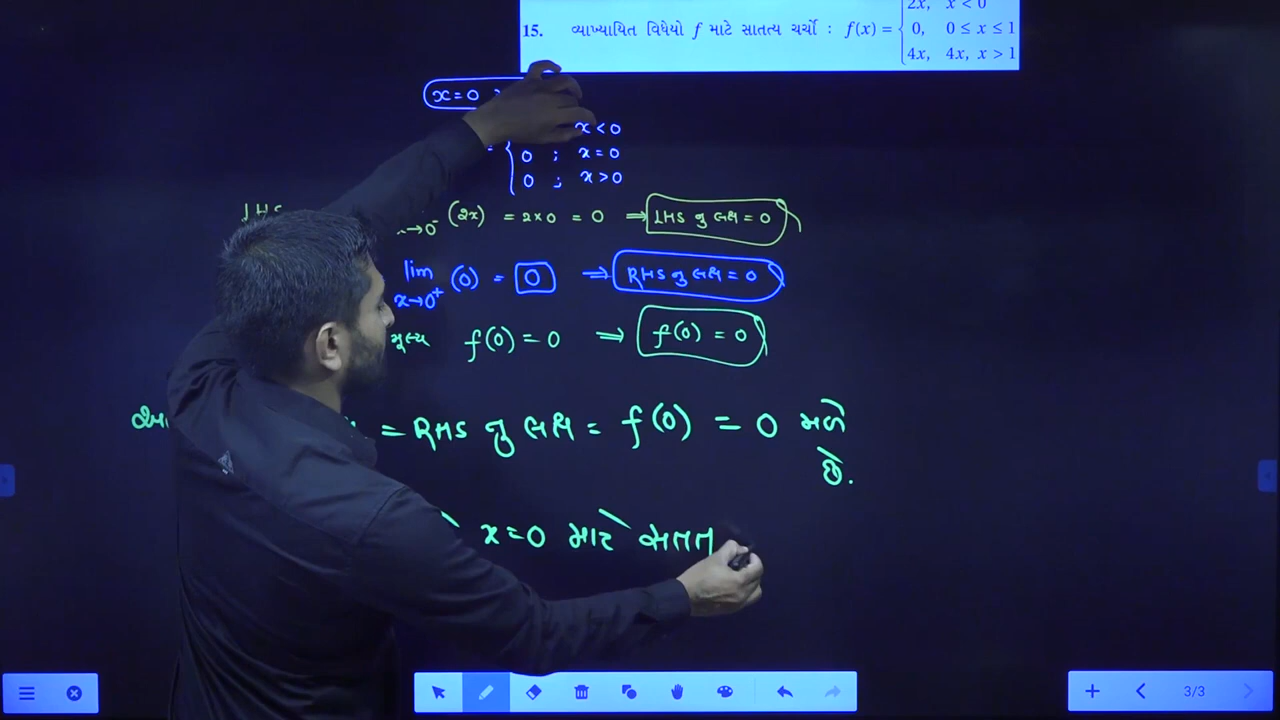 2x, x < 0
15. વ્યાખ્યાયિત વિધેયો f માટે સાતત્ય ચર્ચો : f(x) = 0, 0 ≤ x ≤ 1
4x, 4x, x > 1
x = 0
x < 0
= { 0 ; x = 0
0 ; x > 0
LHS
x→0⁻ (2x) = 2 x 0 = 0 ⇒ LHS નુ લક્ષ = 0
lim x→0⁺ (0) = 0 ⇒ RHS નુ લક્ષ = 0
મૂલ્ય f(0) = 0 ⇒ f(0) = 0
= RHS નુ લક્ષ = f(0) = 0 મળે
છે.
x = 0 માટે સતત
3/3